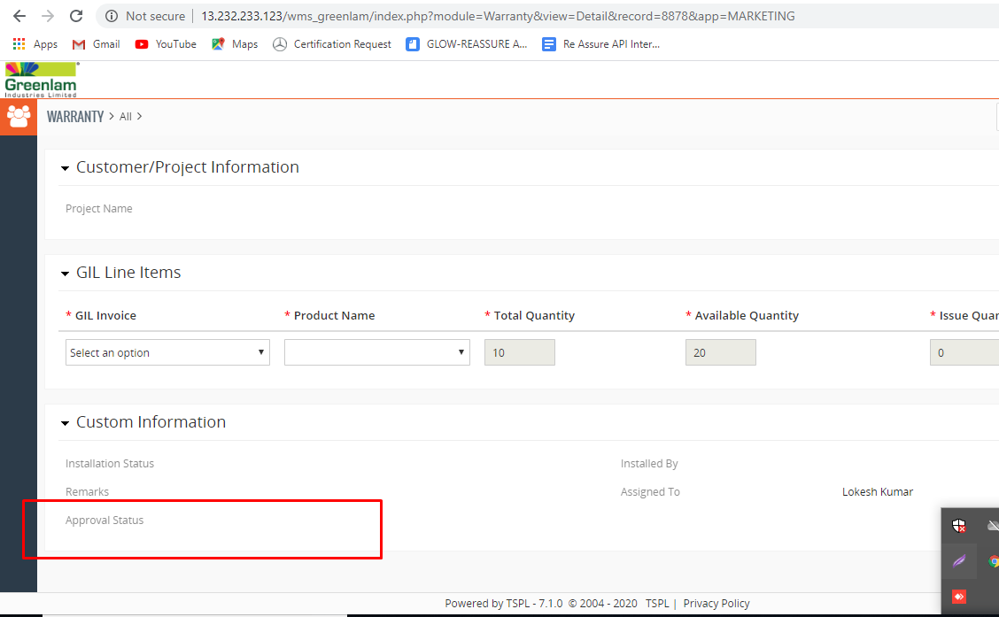 Not secure | 13.232.233.123/wms_greenlam/index.php?module=Warranty&view=Detail&record=8878&app=MARKETING
Apps Gmail YouTube Maps Certification Request GLOW-REASSURE A... Re Assure API Inter...
Greenlam
Industries Limited
WARRANTY > All >
Customer/Project Information
Project Name
GIL Line Items
* GIL Invoice * Product Name * Total Quantity * Available Quantity * Issue Quan
Select an option 10 20 0
Custom Information
Installation Status Installed By
Remarks Assigned To Lokesh Kumar
Approval Status
Powered by TSPL - 7.1.0 © 2004 - 2020 TSPL | Privacy Policy